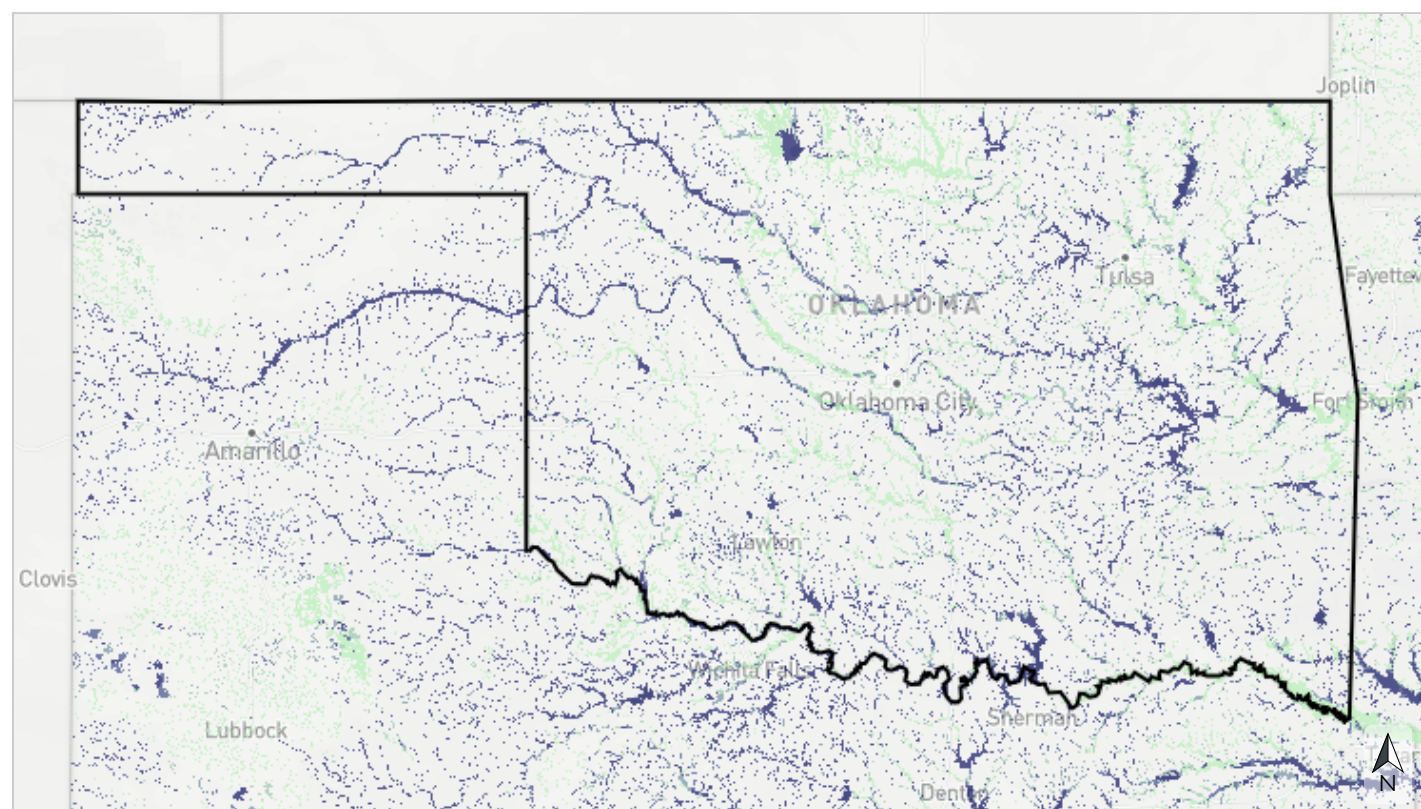 Joplin
Tulsa
Fayettev
OKLAHOMA
Oklahoma City
Fort Smith
Amarillo
Lawton
Clovis
Wichita Falls
Sherman
Lubbock
Denton
N